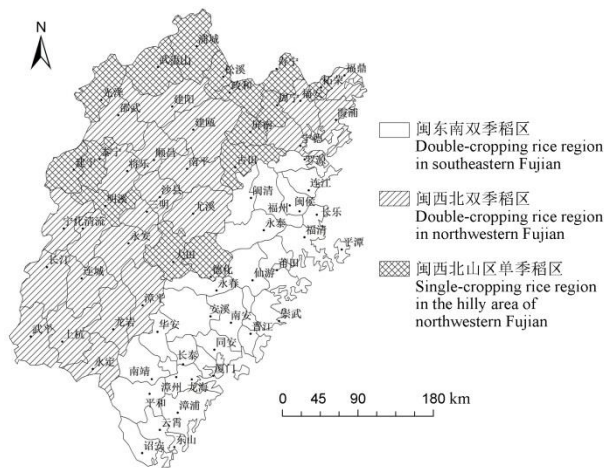 N
浦城
武夷山
松溪
寿宁
福鼎
柘荣
政和
光泽
邵武
建阳
周宁
福安
霞浦
建瓯
屏南
宁德
泰宁
顺昌
建宁
将乐
南平
古田
罗源
沙县
闽清
连江
明溪
三明
尤溪
福州
闽侯
长乐
宁化
清流
永泰
福清
永安
平潭
大田
长汀
德化
莆田
连城
仙游
永春
漳平
安溪
南安
崇武
武平
上杭
龙岩
华安
晋江
同安
永定
长泰
南靖
厦门
漳州
龙海
平和
漳浦
云霄
诏安
东山
闽东南双季稻区
Double-cropping rice region
in southeastern Fujian
闽西北双季稻区
Double-cropping rice region
in northwestern Fujian
闽西北山区单季稻区
Single-cropping rice region
in the hilly area of
northwestern Fujian
0 45 90 180 km